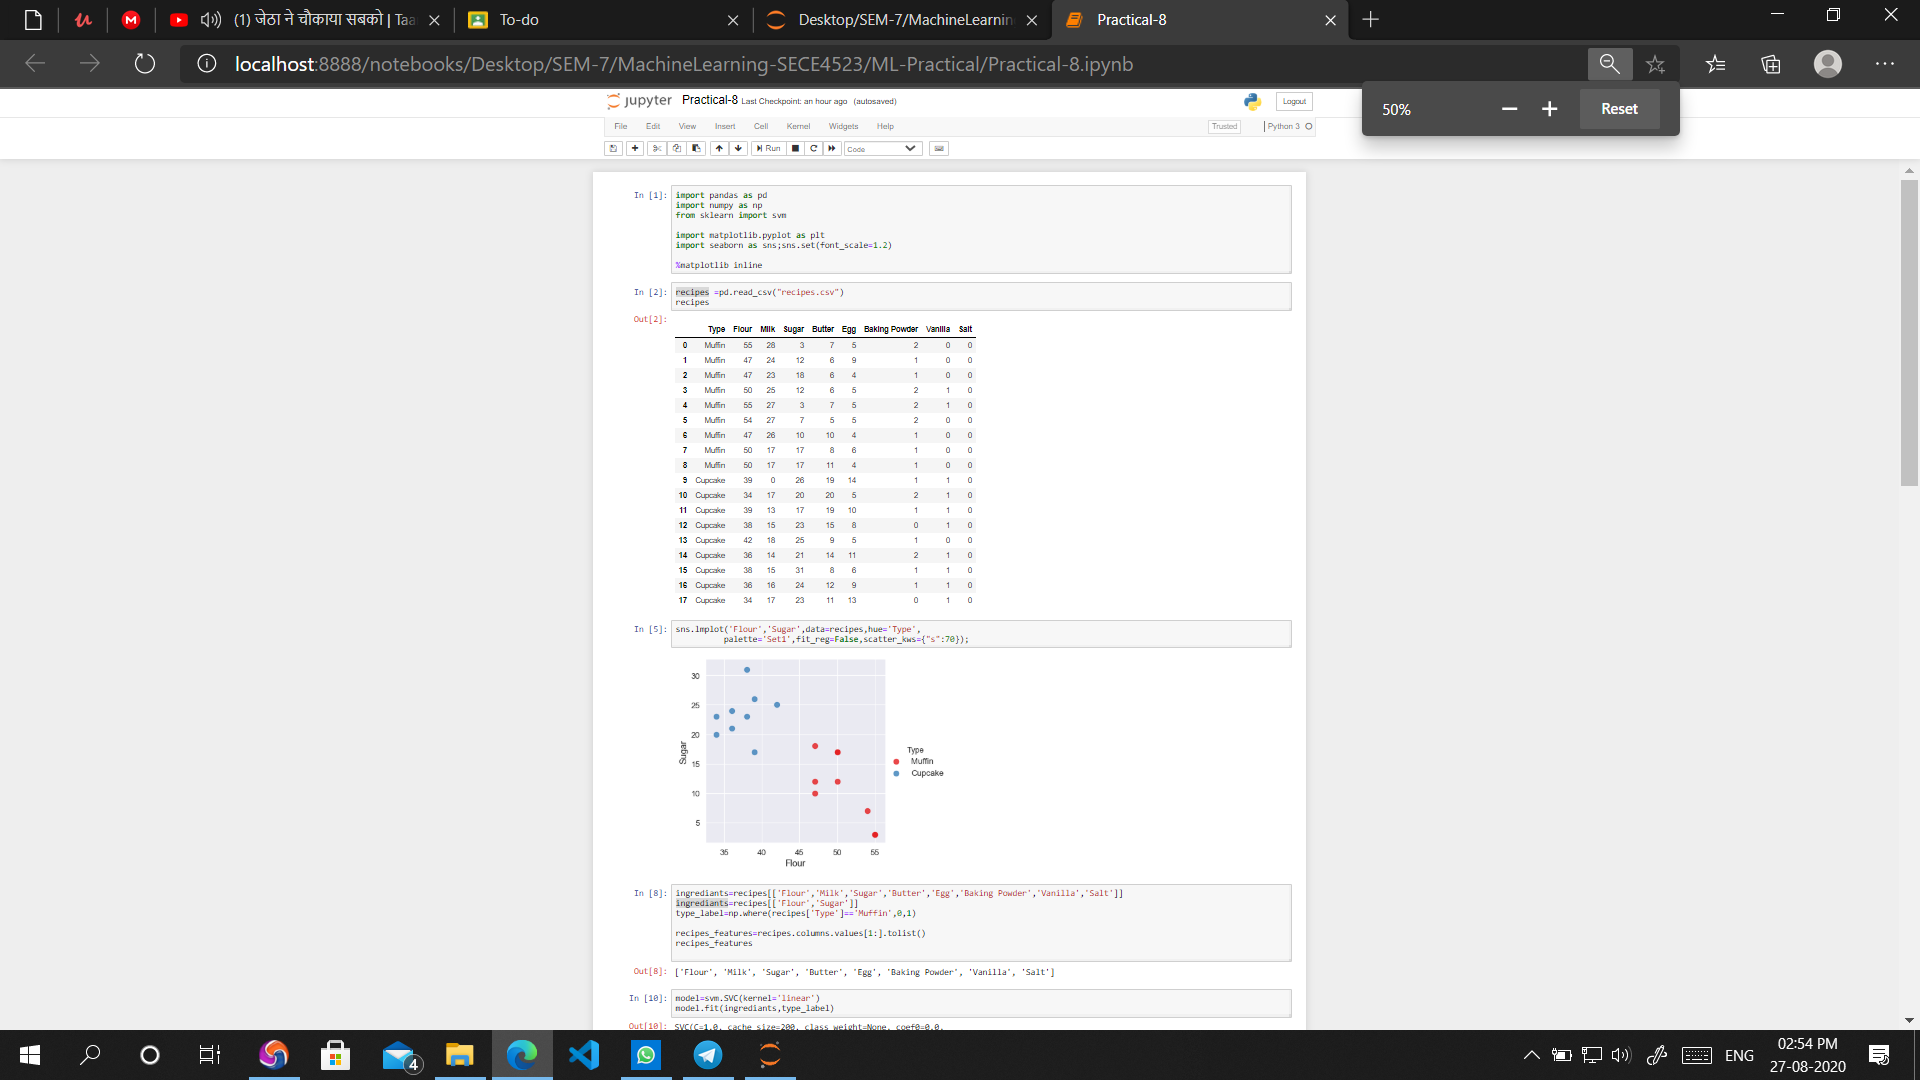 (1) जेठा ने चौकाया सबको | Taa
To-do
Desktop/SEM-7/MachineLearnin
Practical-8
localhost:8888/notebooks/Desktop/SEM-7/MachineLearning-SECE4523/ML-Practical/Practical-8.ipynb
50%
Reset
jupyter Practical-8 Last Checkpoint: an hour ago (autosaved)
Logout
File Edit View Insert Cell Kernel Widgets Help
Trusted
Python 3
Run
Code
In [1]:
import pandas as pd
import numpy as np
from sklearn import svm
import matplotlib.pyplot as plt
import seaborn as sns;sns.set(font_scale=1.2)
%matplotlib inline
In [2]:
recipes =pd.read_csv("recipes.csv")
recipes
Out[2]:
Type Flour Milk Sugar Butter Egg Baking Powder Vanilla Salt
0 Muffin 55 28 3 7 5 2 0 0
1 Muffin 47 24 12 6 9 1 0 0
2 Muffin 47 23 18 6 4 1 0 0
3 Muffin 50 25 12 6 5 2 1 0
4 Muffin 55 27 3 7 5 2 1 0
5 Muffin 54 27 7 5 5 2 0 0
6 Muffin 47 26 10 10 4 1 0 0
7 Muffin 50 17 17 8 6 1 0 0
8 Muffin 50 17 17 11 4 1 0 0
9 Cupcake 39 0 26 19 14 1 1 0
10 Cupcake 34 17 20 20 5 2 1 0
11 Cupcake 39 13 17 19 10 1 1 0
12 Cupcake 38 15 23 15 8 0 1 0
13 Cupcake 42 18 25 9 5 1 0 0
14 Cupcake 36 14 21 14 11 2 1 0
15 Cupcake 38 15 31 8 6 1 1 0
16 Cupcake 36 16 24 12 9 1 1 0
17 Cupcake 34 17 23 11 13 0 1 0
In [5]:
sns.lmplot('Flour','Sugar',data=recipes,hue='Type',
palette='Set1',fit_reg=False,scatter_kws={"s":70});
30
25
20
15
10
5
Sugar
35 40 45 50 55
Flour
Type
Muffin
Cupcake
In [8]:
ingrediants=recipes[['Flour','Milk','Sugar','Butter','Egg','Baking Powder','Vanilla','Salt']]
ingrediants=recipes[['Flour','Sugar']]
type_label=np.where(recipes['Type']=='Muffin',0,1)
recipes_features=recipes.columns.values[1:].tolist()
recipes_features
Out[8]: ['Flour', 'Milk', 'Sugar', 'Butter', 'Egg', 'Baking Powder', 'Vanilla', 'Salt']
In [10]:
model=svm.SVC(kernel='linear')
model.fit(ingrediants,type_label)
Out[10]: SVC(C=1.0, cache_size=200, class_weight=None, coef0=0.0,
4
ENG
02:54 PM
27-08-2020